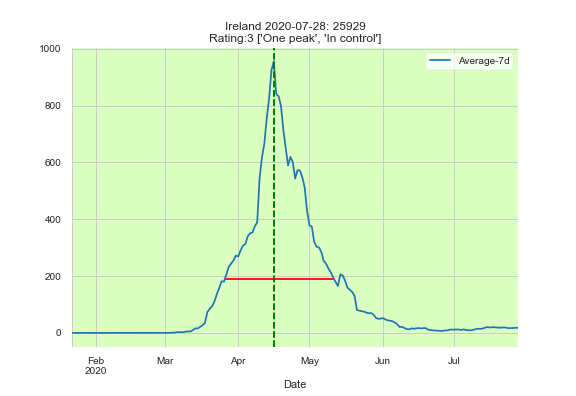 Ireland 2020-07-28: 25929
Rating:3 ['One peak', 'In control']
Average-7d
1000
800
600
400
200
0
Feb
2020
Mar
Apr
May
Jun
Jul
Date